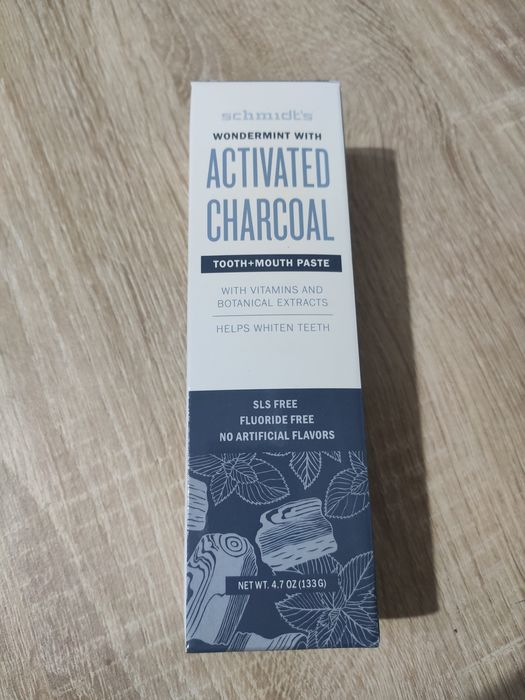 schmidt's
WONDERMINT WITH
ACTIVATED
CHARCOAL
TOOTH+MOUTH PASTE
WITH VITAMINS AND
BOTANICAL EXTRACTS
HELPS WHITEN TEETH
SLS FREE
FLUORIDE FREE
NO ARTIFICIAL FLAVORS
NET WT. 4.7 OZ (133G)